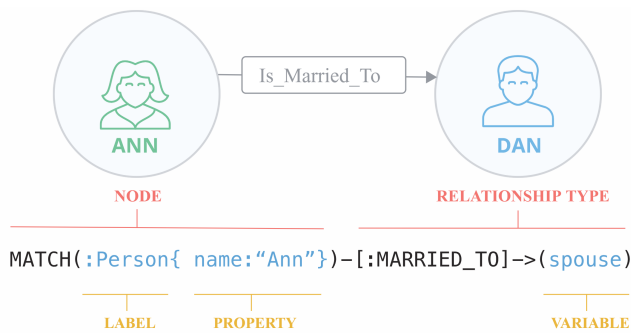 Is_Married_To
ANN
DAN
NODE
RELATIONSHIP TYPE
MATCH(:Person{ name:“Ann”})-[:MARRIED_TO]->(spouse)
LABEL
PROPERTY
VARIABLE